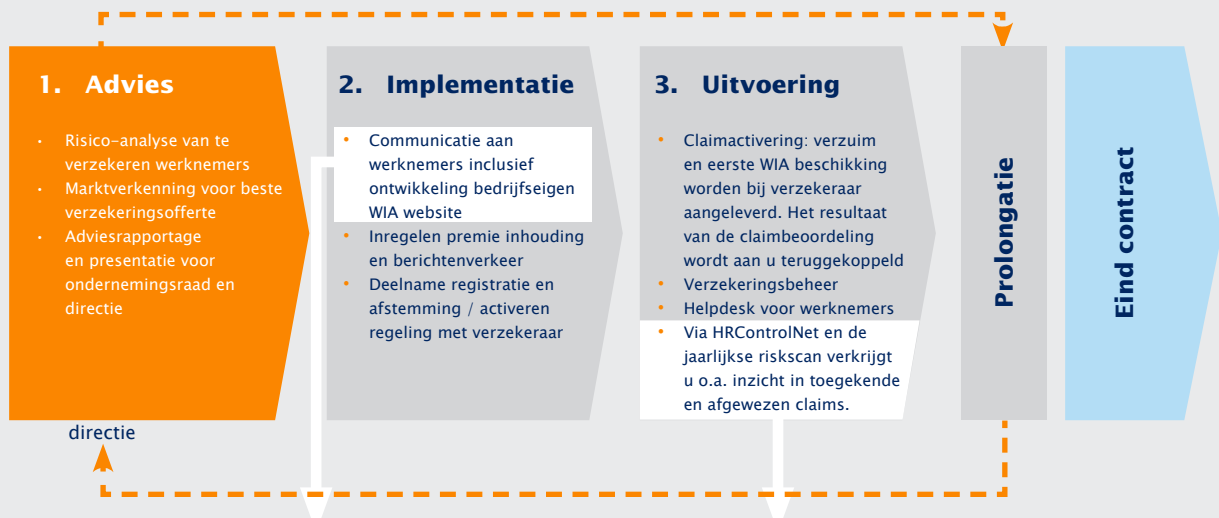 1. Advies
• Risico-analyse van te
verzekeren werknemers
• Marktverkenning voor beste
verzekeringsofferte
• Adviesrapportage
en presentatie voor
ondernemingsraad en
directie
directie
2. Implementatie
• Communicatie aan
werknemers inclusief
ontwikkeling bedrijfseigen
WIA website
• Inregelen premie inhouding
en berichtenverkeer
• Deelname registratie en
afstemming / activeren
regeling met verzekeraar
3. Uitvoering
• Claimactivering: verzuim
en eerste WIA beschikking
worden bij verzekeraar
aangeleverd. Het resultaat
van de claimbeoordeling
wordt aan u teruggekoppeld
• Verzekeringsbeheer
• Helpdesk voor werknemers
• Via HRControlNet en de
jaarlijkse riskscan verkrijgt
u o.a. inzicht in toegekende
en afgewezen claims.
Prolongatie
Eind contract